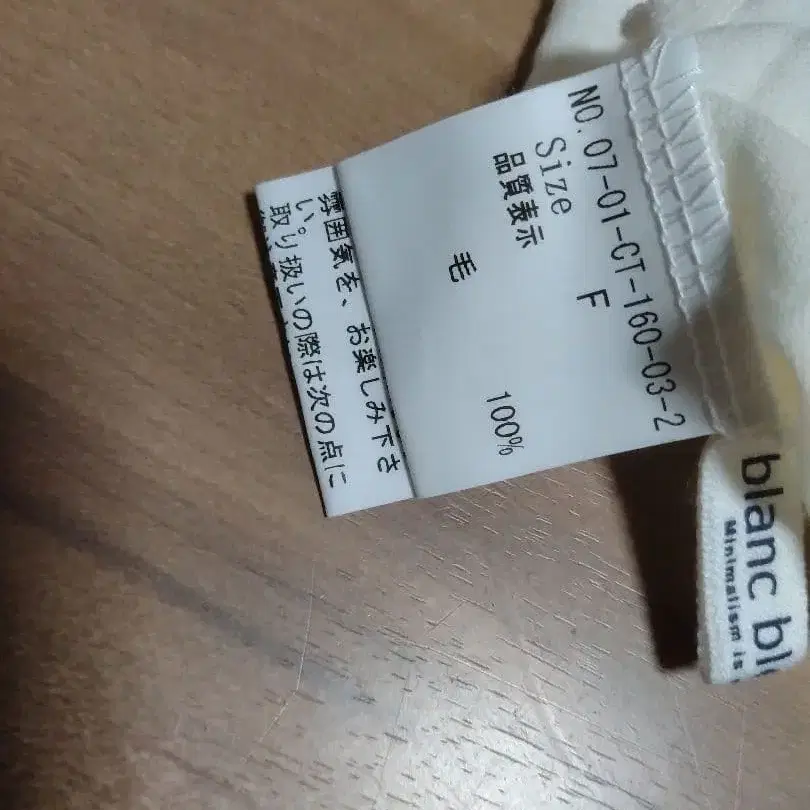 NO. 07-01-CT-160-03-2
Size F
品質表示
毛 100%
雰囲気を、お楽しみ下さ
い。
取り扱いの際は次の点に
blanc bl
Minimalism is